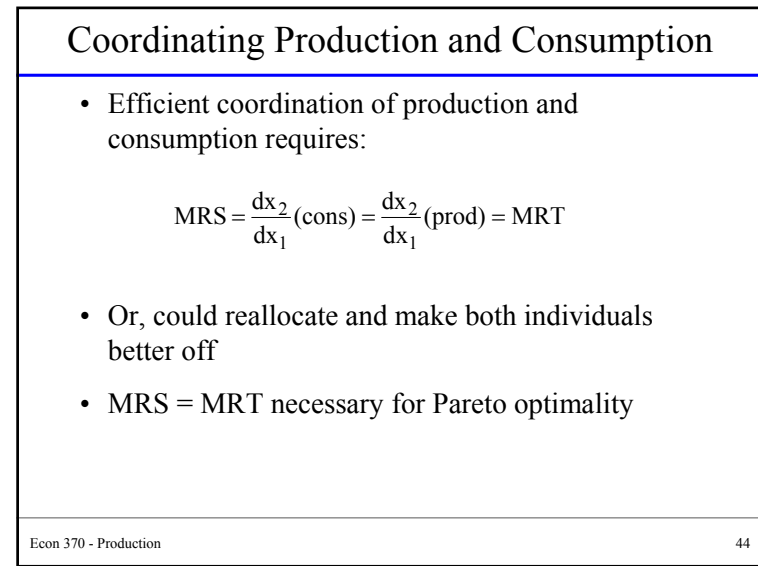 Coordinating Production and Consumption
• Efficient coordination of production and
consumption requires:
MRS = dx₂/dx₁ (cons) = dx₂/dx₁ (prod) = MRT
• Or, could reallocate and make both individuals
better off
• MRS = MRT necessary for Pareto optimality
Econ 370 - Production 44